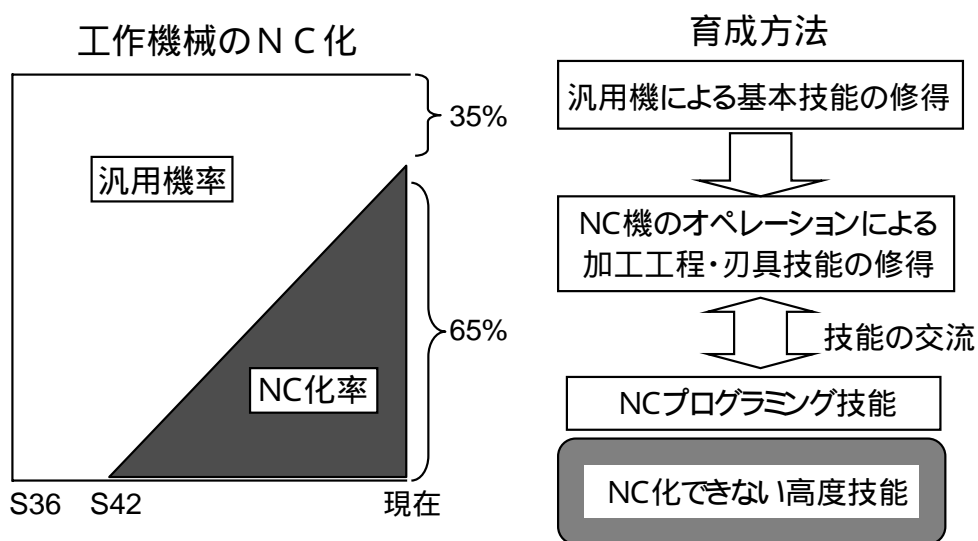 工作機械のＮＣ化
35%
汎用機率
65%
NC化率
S36
S42
現在
育成方法
汎用機による基本技能の修得
NC機のオペレーションによる
加工工程・刃具技能の修得
技能の交流
NCプログラミング技能
NC化できない高度技能